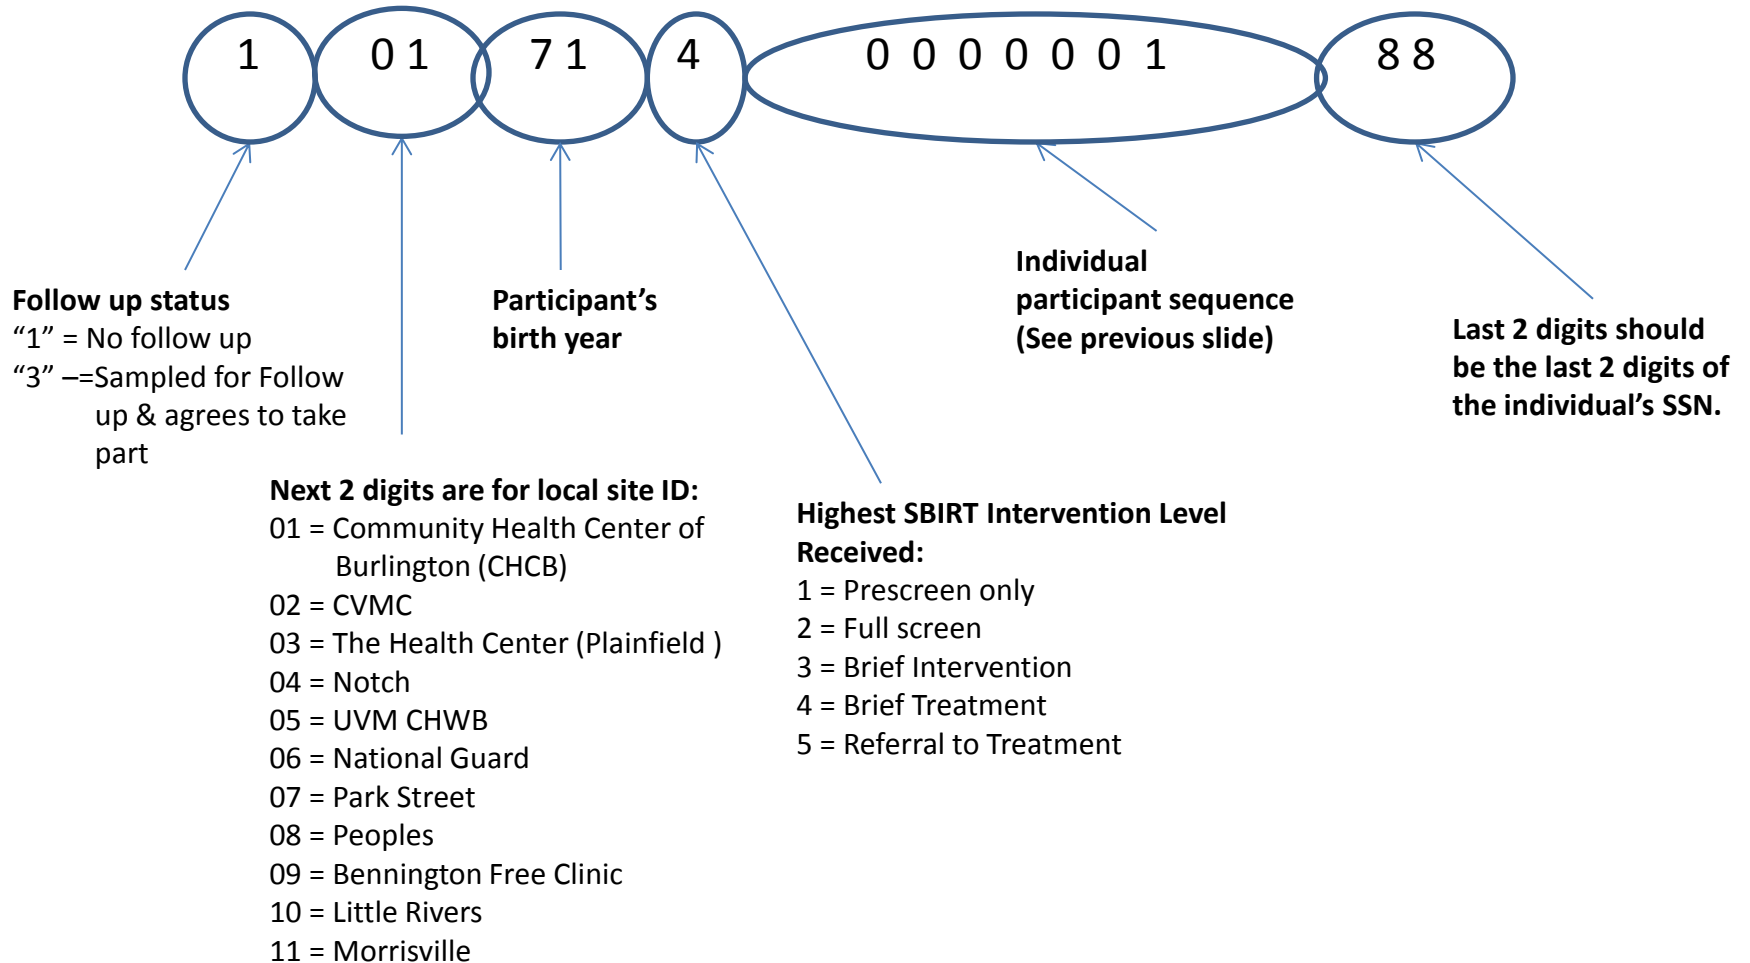 1 0 1 7 1 4 0 0 0 0 0 0 1 8 8
Follow up status
“1” = No follow up
“3” –=Sampled for Follow
up & agrees to take
part
Next 2 digits are for local site ID:
01 = Community Health Center of
Burlington (CHCB)
02 = CVMC
03 = The Health Center (Plainfield )
04 = Notch
05 = UVM CHWB
06 = National Guard
07 = Park Street
08 = Peoples
09 = Bennington Free Clinic
10 = Little Rivers
11 = Morrisville
Participant’s
birth year
Highest SBIRT Intervention Level
Received:
1 = Prescreen only
2 = Full screen
3 = Brief Intervention
4 = Brief Treatment
5 = Referral to Treatment
Individual
participant sequence
(See previous slide)
Last 2 digits should
be the last 2 digits of
the individual’s SSN.